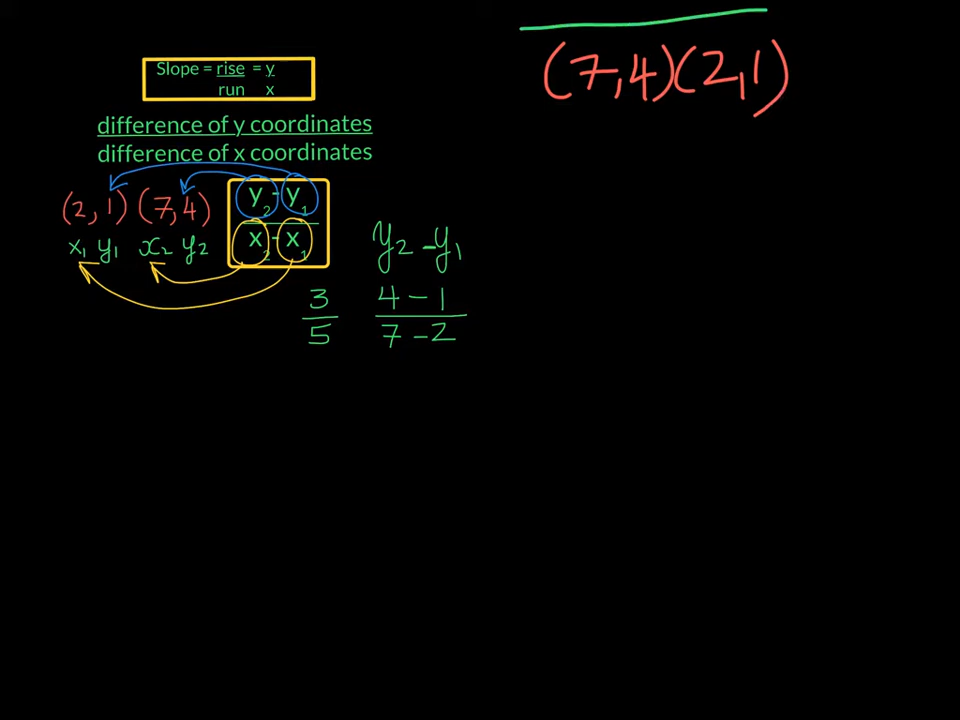 Slope = rise = y
run x
difference of y coordinates
difference of x coordinates
(2, 1) (7, 4)
x₁ y₁ x₂ y₂
y₂ - y₁
x₂ - x₁
y₂ - y₁
3
5
4 - 1
7 - 2
(7, 4) (2, 1)